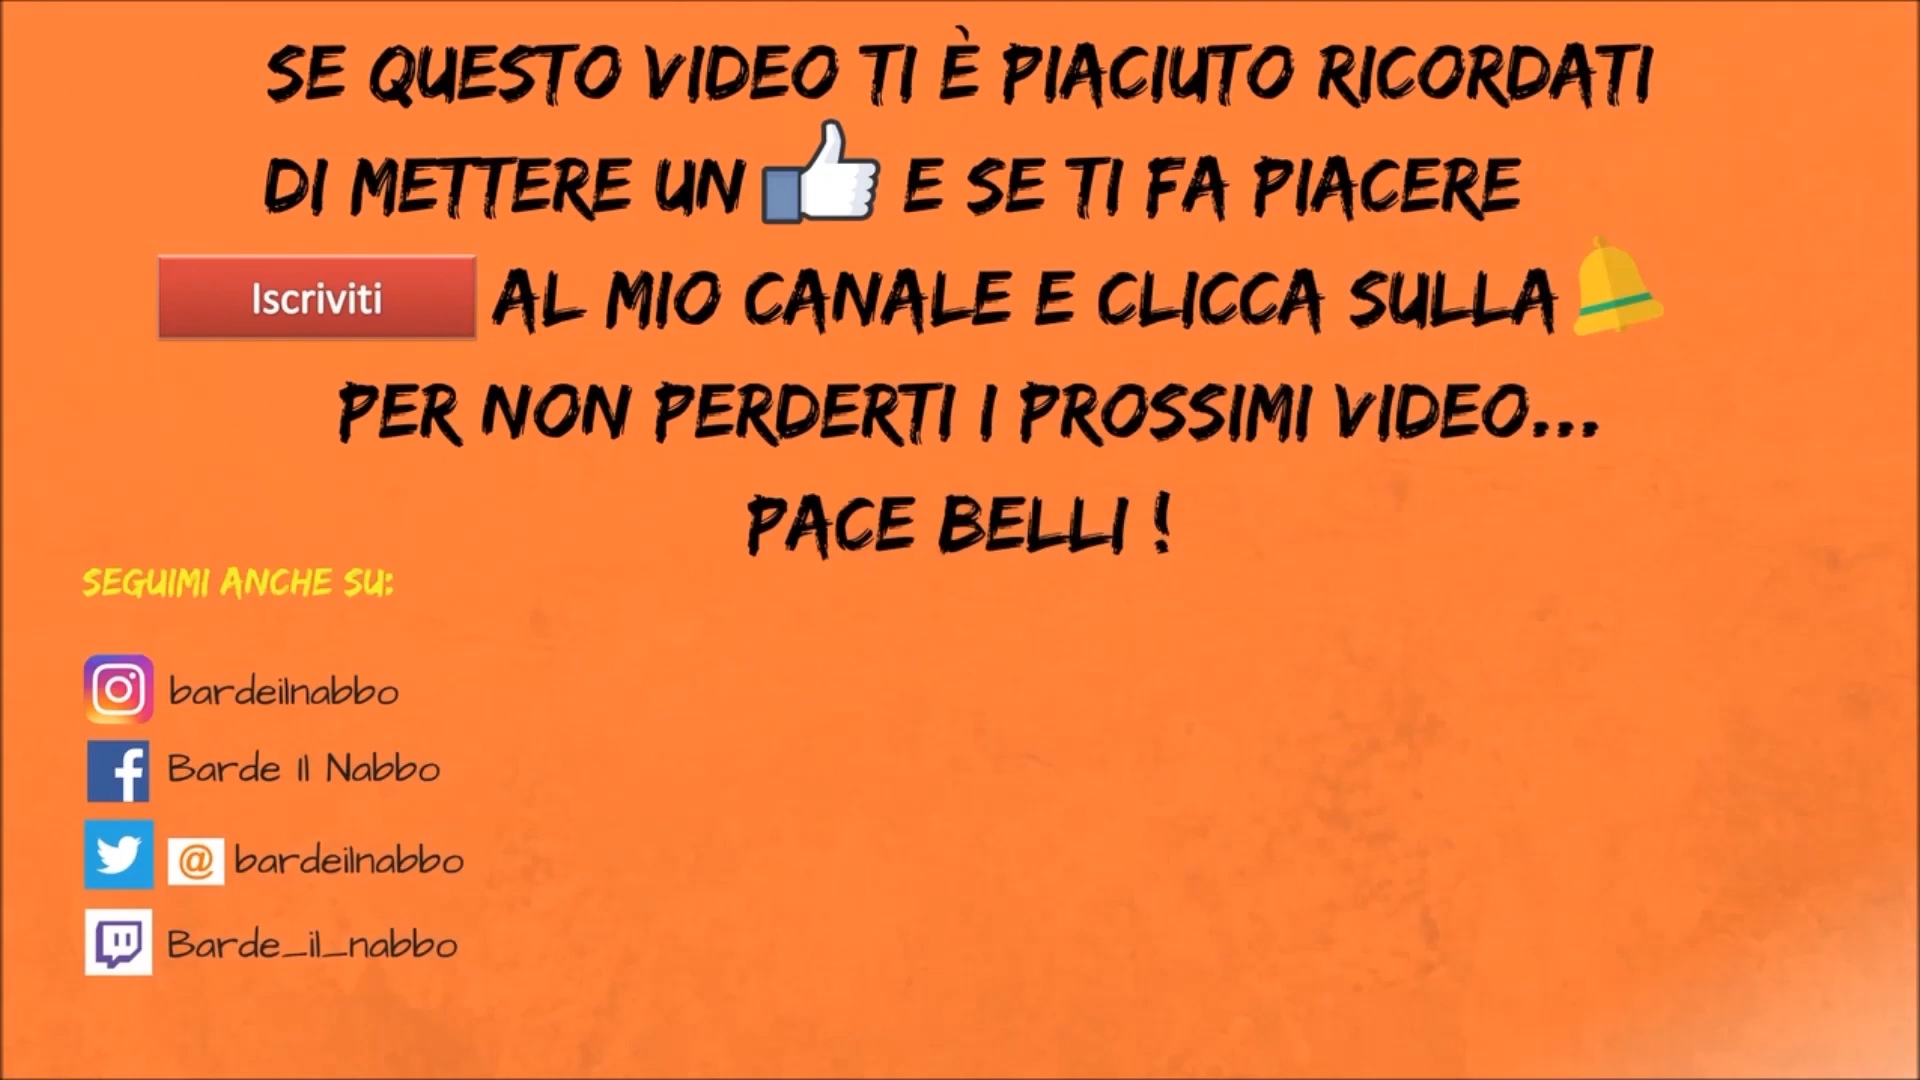 SE QUESTO VIDEO TI È PIACIUTO RICORDATI
DI METTERE UN E SE TI FA PIACERE
Iscriviti AL MIO CANALE E CLICCA SULLA
PER NON PERDERTI I PROSSIMI VIDEO...
PACE BELLI !
SEGUIMI ANCHE SU:
bardeilnabbo
Barde Il Nabbo
@ bardeilnabbo
Barde_il_nabbo